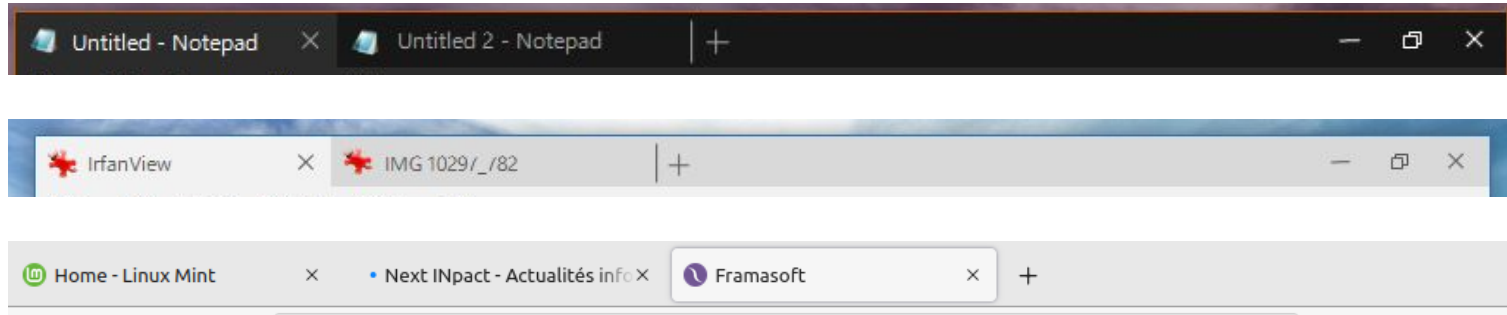 Untitled - Notepad Untitled 2 - Notepad
IrfanView IMG 1029/_/82
Home - Linux Mint Next INpact - Actualités info Framasoft